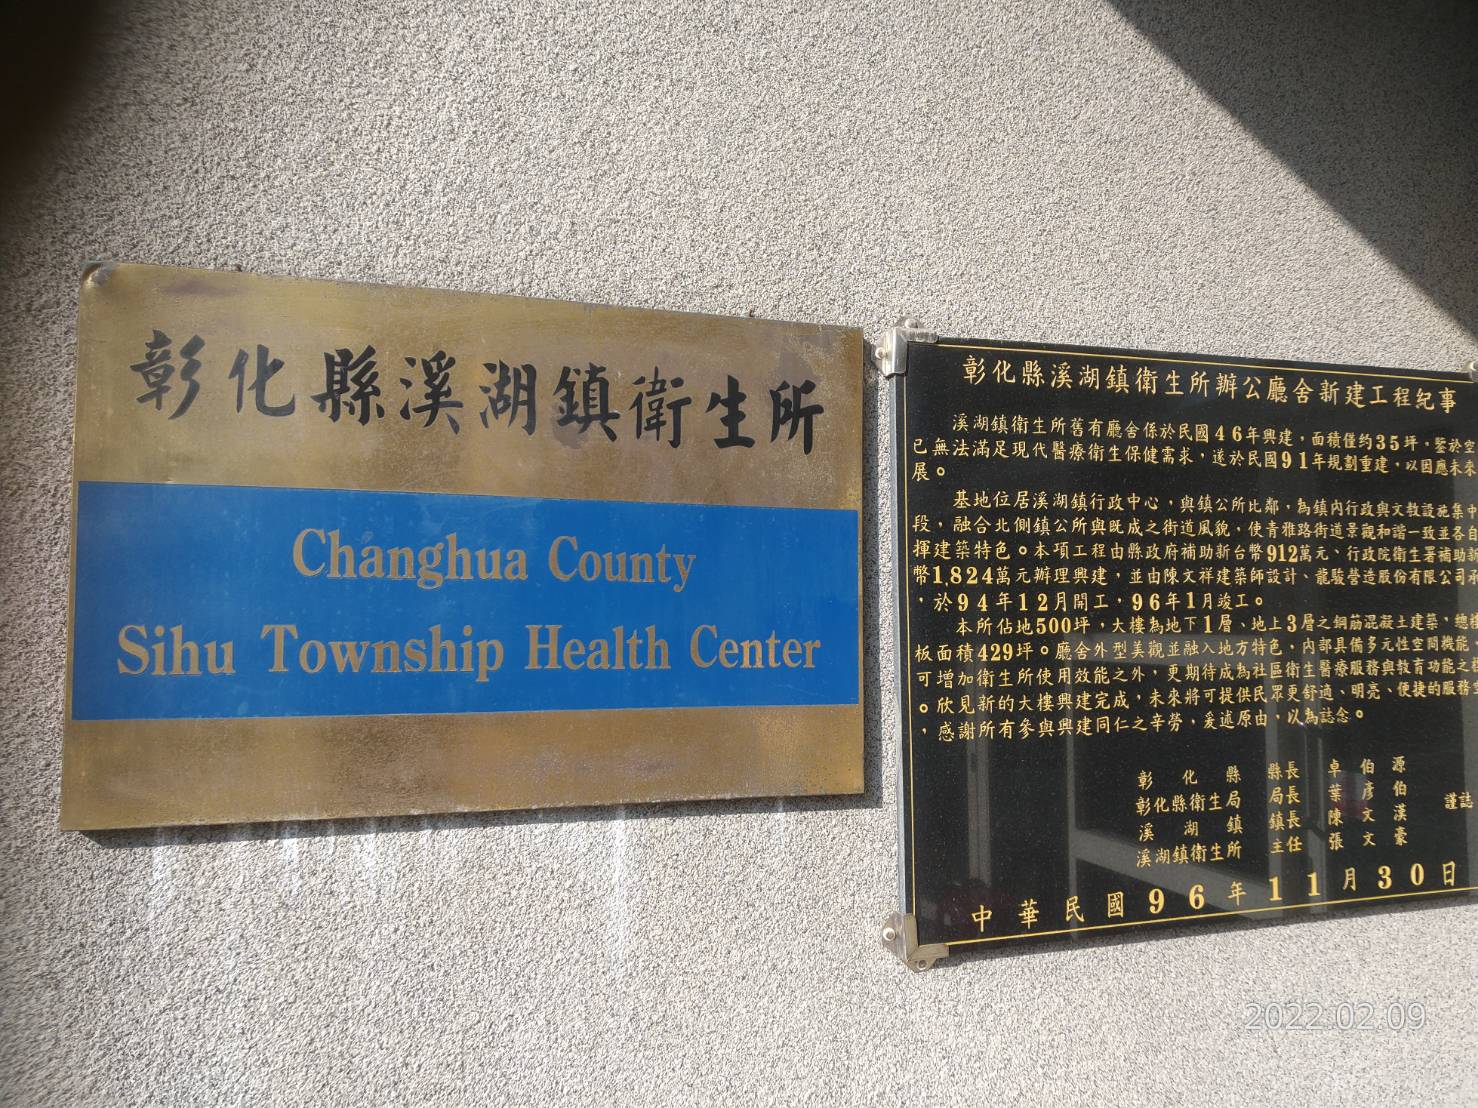 彰化縣溪湖鎮衛生所
Changhua County
Sihu Township Health Center
彰化縣溪湖鎮衛生所辦公廳舍新建工程紀事
溪湖鎮衛生所舊有廳舍係於民國46年興建，面積僅約35坪，鑒於空
已無法滿足現代醫療衛生保健需求，遂於民國91年規劃重建，以因應未來
展。
基地位居溪湖鎮行政中心，與鎮公所比鄰，為鎮內行政與文教設施集中
段，融合北側鎮公所與既成之街道風貌，使青雅路街道景觀和諧一致並各自
揮建築特色。本項工程由縣政府補助新台幣912萬元、行政院衛生署補助新
幣1,824萬元辦理興建，並由陳文祥建築師設計、龍駿營造股份有限公司承
，於94年12月開工，96年1月竣工。
本所佔地500坪，大樓為地下1層、地上3層之鋼筋混凝土建築，總樓
板面積429坪。廳舍外型美觀並融入地方特色，內部具備多元性空間機能，
可增加衛生所使用效能之外，更期待成為社區衛生醫療服務與教育功能之
。欣見新的大樓興建完成，未來將可提供民眾更舒適、明亮、便捷的服務
，感謝所有參與興建同仁之辛勞，爰述原由，以為誌念。
彰化縣 縣長 卓伯源
彰化縣衛生局 局長 葉彥伯
溪湖鎮 鎮長 陳文漢
溪湖鎮衛生所 主任 張文豪
謹誌
中華民國96年11月30日
2022.02.09